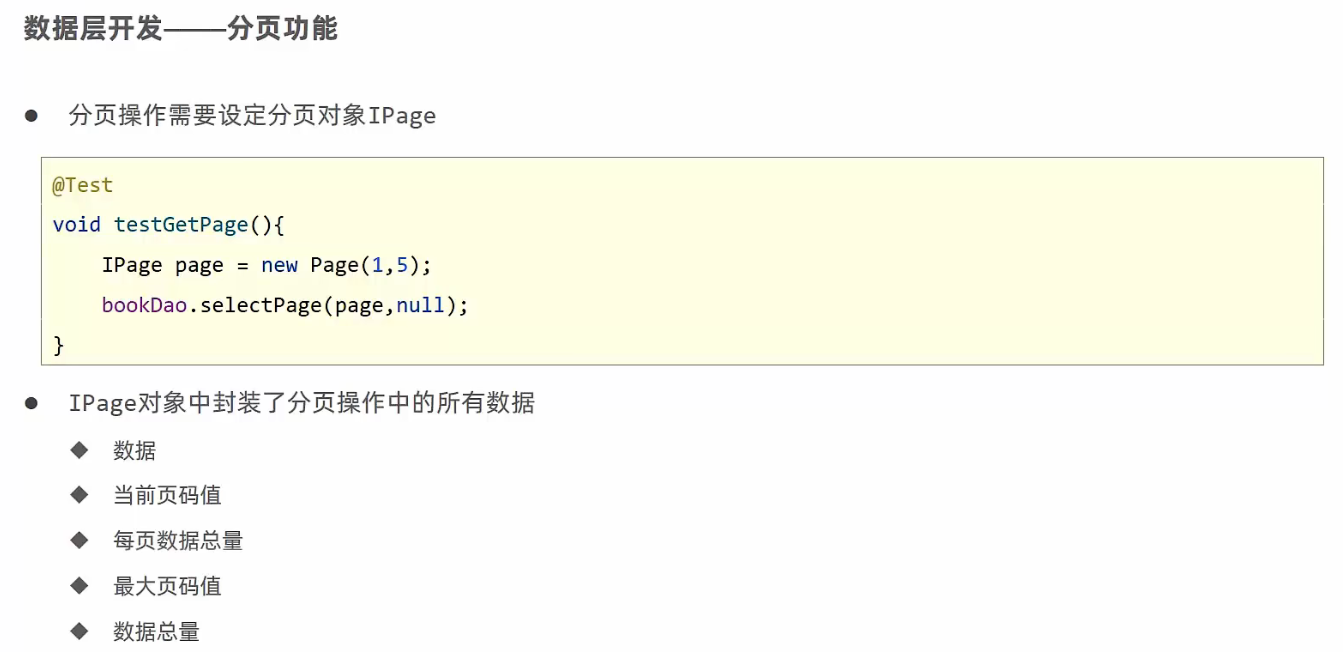 数据层开发———分页功能
● 分页操作需要设定分页对象IPage
@Test
void testGetPage(){
    IPage page = new Page(1,5);
    bookDao.selectPage(page,null);
}
● IPage对象中封装了分页操作中的所有数据
◆ 数据
◆ 当前页码值
◆ 每页数据总量
◆ 最大页码值
◆ 数据总量